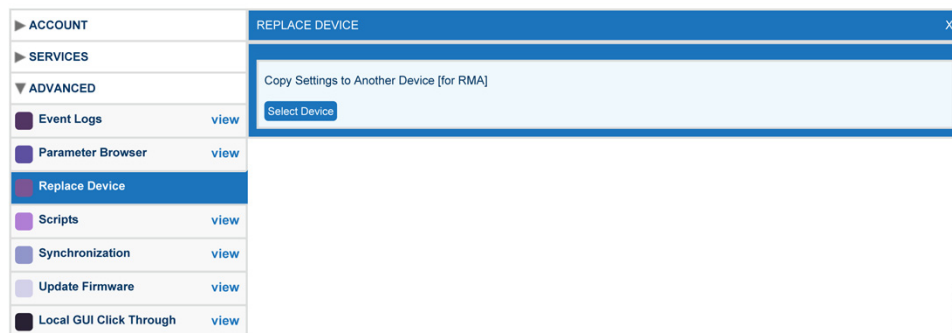 ACCOUNT
SERVICES
ADVANCED
Event Logs view
Parameter Browser view
Replace Device
Scripts view
Synchronization view
Update Firmware view
Local GUI Click Through view
REPLACE DEVICE X
Copy Settings to Another Device [for RMA]
Select Device